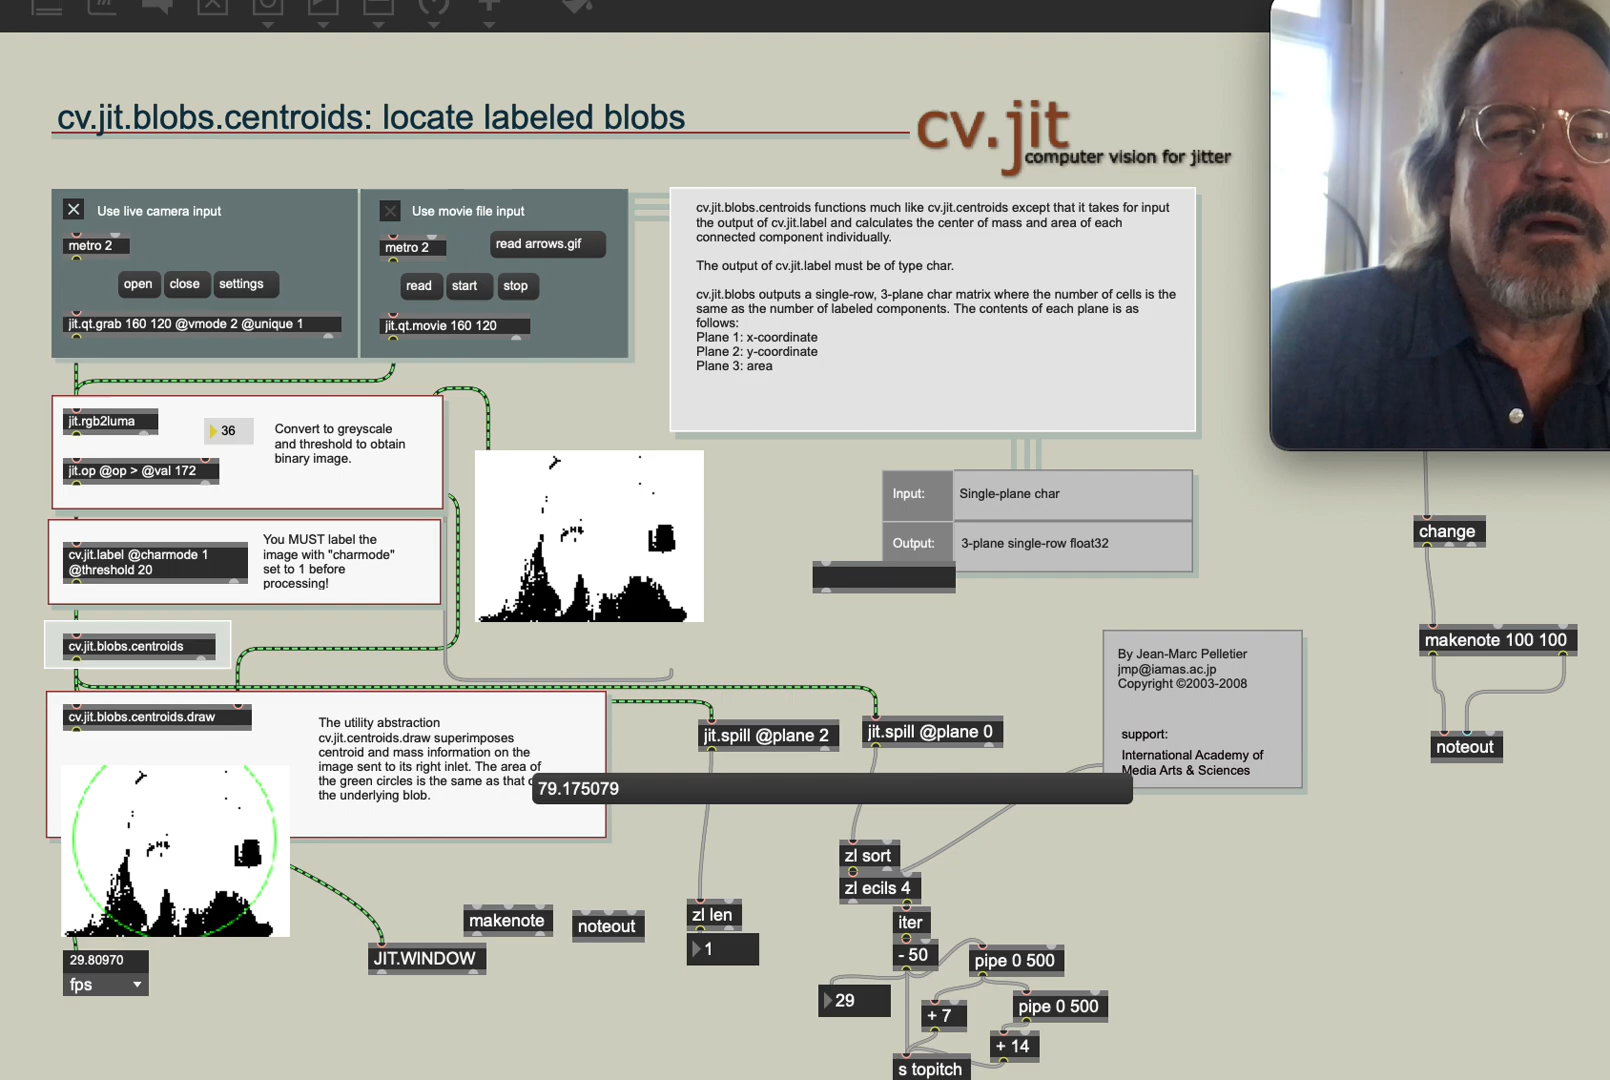 cv.jit.blobs.centroids: locate labeled blobs
cv.jit
computer vision for jitter
Use live camera input
metro 2
open
close
settings
jit.qt.grab 160 120 @vmode 2 @unique 1
Use movie file input
metro 2
read arrows.gif
read
start
stop
jit.qt.movie 160 120
cv.jit.blobs.centroids functions much like cv.jit.centroids except that it takes for input
the output of cv.jit.label and calculates the center of mass and area of each
connected component individually.
The output of cv.jit.label must be of type char.
cv.jit.blobs outputs a single-row, 3-plane char matrix where the number of cells is the
same as the number of labeled components. The contents of each plane is as
follows:
Plane 1: x-coordinate
Plane 2: y-coordinate
Plane 3: area
jit.rgb2luma
36
Convert to greyscale
and threshold to obtain
binary image.
jit.op @op > @val 172
cv.jit.label @charmode 1
@threshold 20
You MUST label the
image with "charmode"
set to 1 before
processing!
Input:
Single-plane char
Output:
3-plane single-row float32
change
makenote 100 100
noteout
cv.jit.blobs.centroids
By Jean-Marc Pelletier
jmp@iamas.ac.jp
Copyright ©2003-2008
support:
International Academy of
Media Arts & Sciences
cv.jit.blobs.centroids.draw
The utility abstraction
cv.jit.centroids.draw superimposes
centroid and mass information on the
image sent to its right inlet. The area of
the green circles is the same as that
the underlying blob.
jit.spill @plane 2
jit.spill @plane 0
79.175079
zl sort
zl ecils 4
iter
- 50
makenote
noteout
zl len
1
JIT.WINDOW
29.80970
fps
pipe 0 500
29
+ 7
pipe 0 500
+ 14
s topitch